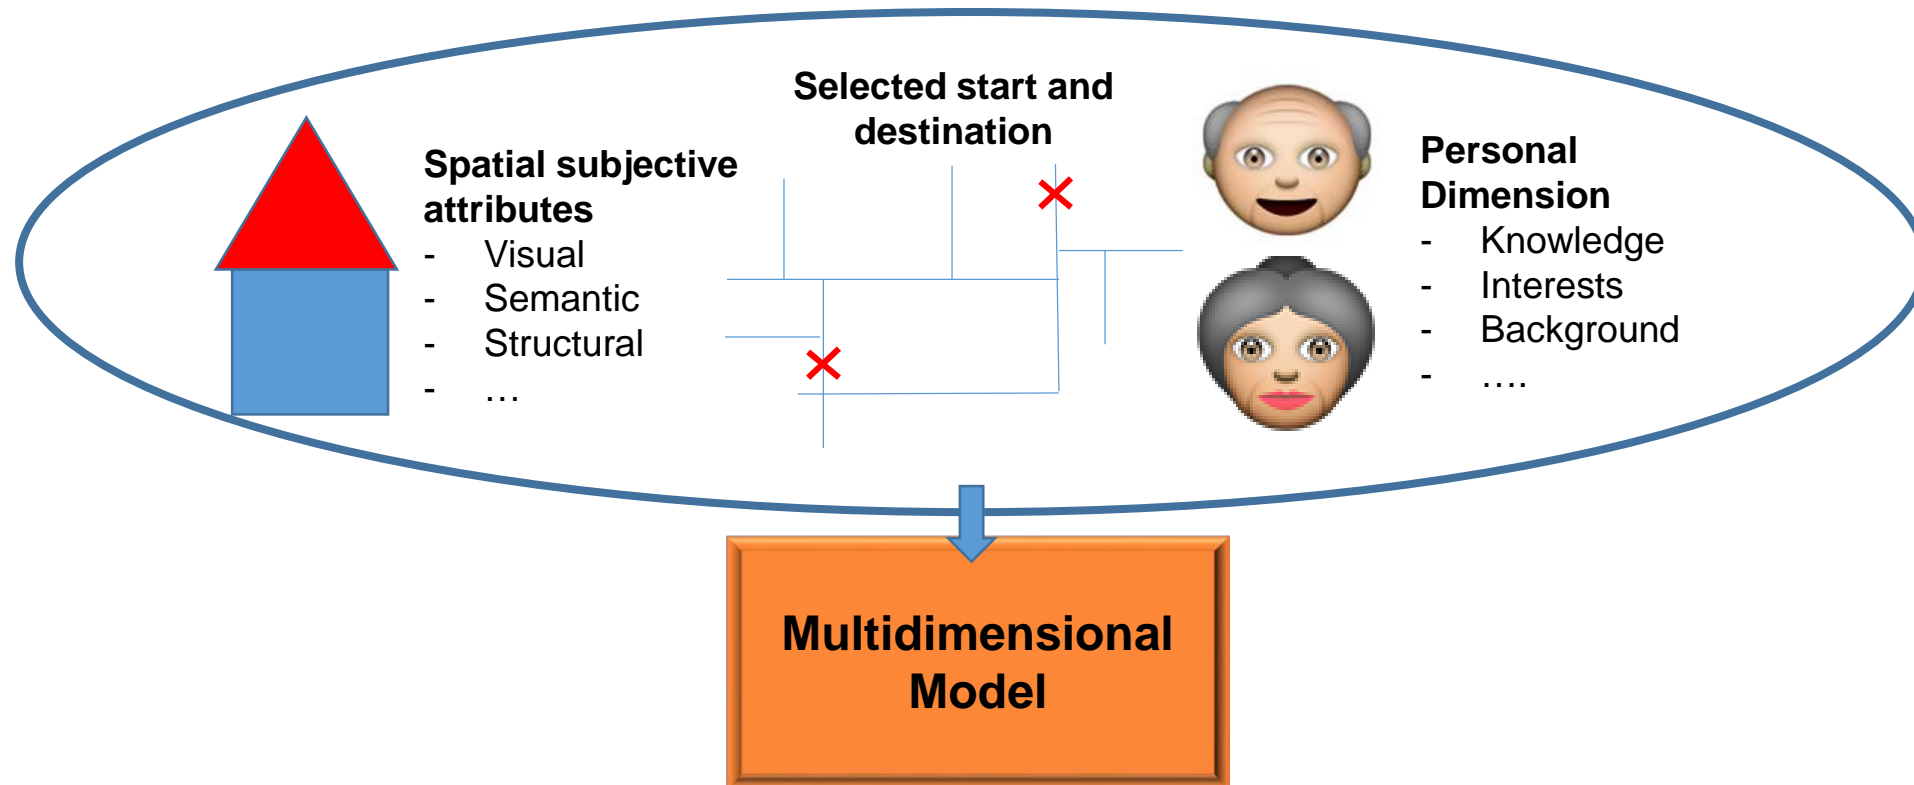 Selected start and
destination
Spatial subjective
attributes
- Visual
- Semantic
- Structural
- …
Personal
Dimension
- Knowledge
- Interests
- Background
- ….
Multidimensional
Model